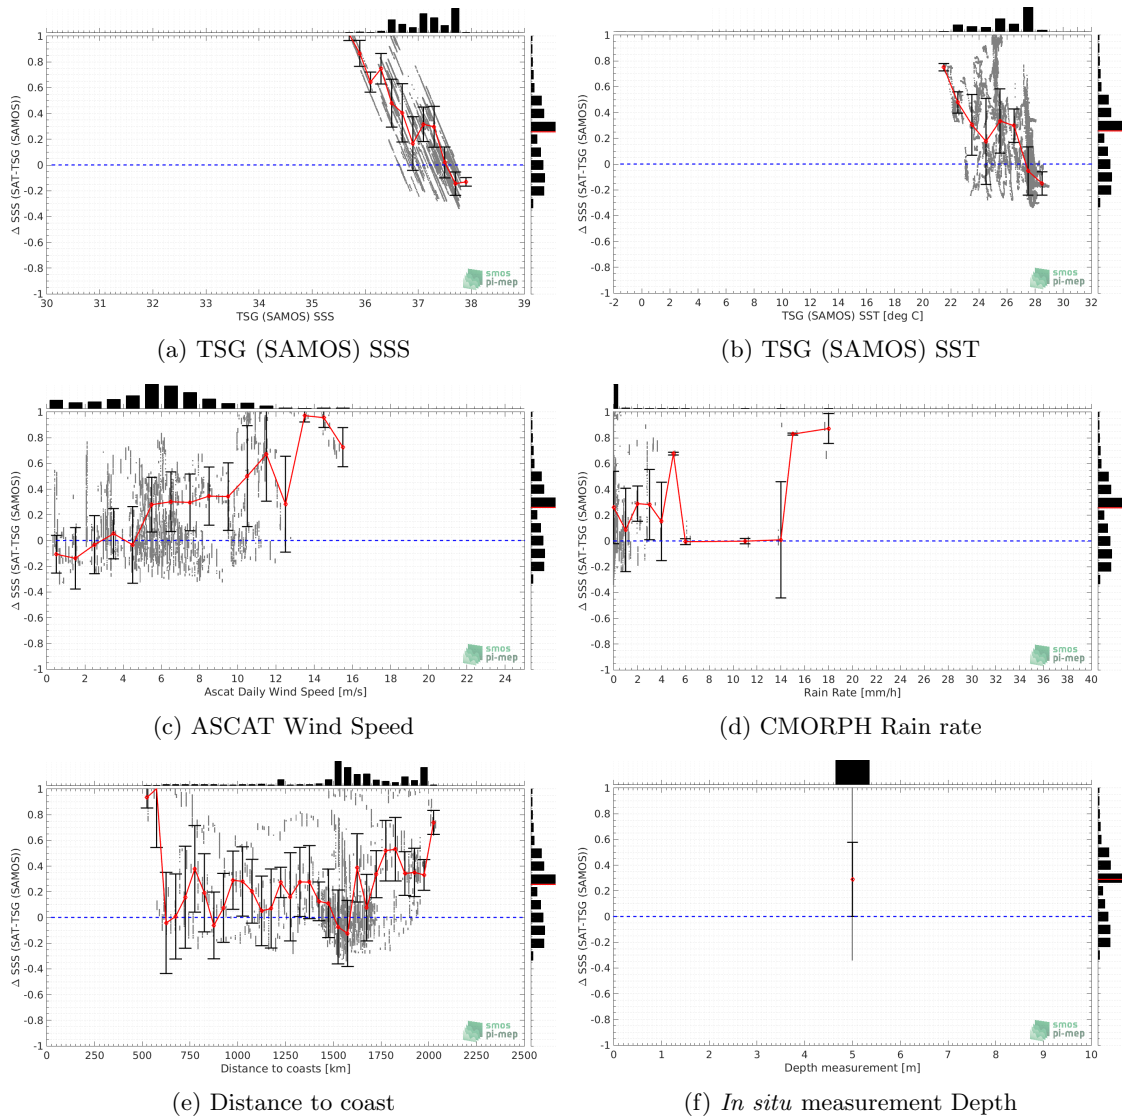 1
0.8
0.6
0.4
0.2
0
-0.2
-0.4
-0.6
-0.8
-1
Δ SSS (SAT-TSG (SAMOS))
smos
pi-mep
30 31 32 33 34 35 36 37 38 39
TSG (SAMOS) SSS
(a) TSG (SAMOS) SSS
1
0.8
0.6
0.4
0.2
0
-0.2
-0.4
-0.6
-0.8
-1
Δ SSS (SAT-TSG (SAMOS))
smos
pi-mep
-2 0 2 4 6 8 10 12 14 16 18 20 22 24 26 28 30 32
TSG (SAMOS) SST [deg C]
(b) TSG (SAMOS) SST
1
0.8
0.6
0.4
0.2
0
-0.2
-0.4
-0.6
-0.8
-1
Δ SSS (SAT-TSG (SAMOS))
smos
pi-mep
0 2 4 6 8 10 12 14 16 18 20 22 24
Ascat Daily Wind Speed [m/s]
(c) ASCAT Wind Speed
1
0.8
0.6
0.4
0.2
0
-0.2
-0.4
-0.6
-0.8
-1
Δ SSS (SAT-TSG (SAMOS))
smos
pi-mep
0 2 4 6 8 10 12 14 16 18 20 22 24 26 28 30 32 34 36 38 40
Rain Rate [mm/h]
(d) CMORPH Rain rate
1
0.8
0.6
0.4
0.2
0
-0.2
-0.4
-0.6
-0.8
-1
Δ SSS (SAT-TSG (SAMOS))
smos
pi-mep
0 250 500 750 1000 1250 1500 1750 2000 2250 2500
Distance to coasts [km]
(e) Distance to coast
1
0.8
0.6
0.4
0.2
0
-0.2
-0.4
-0.6
-0.8
-1
Δ SSS (SAT-TSG (SAMOS))
smos
pi-mep
0 1 2 3 4 5 6 7 8 9 10
Depth measurement [m]
(f) In situ measurement Depth